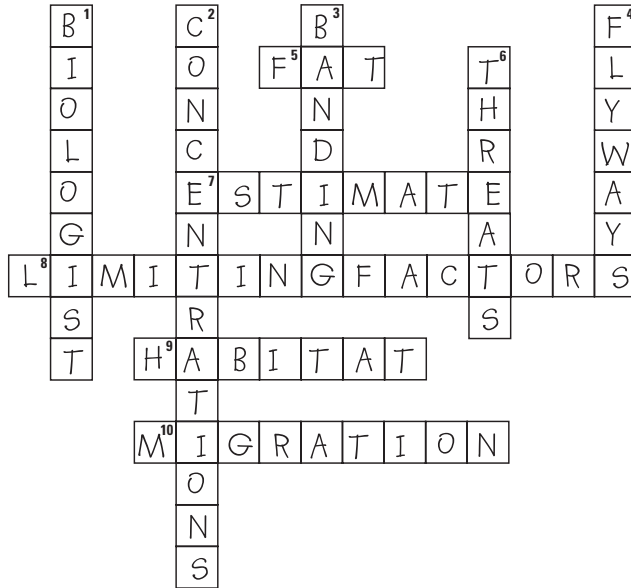 B1 C2 B3 F4
I O F5 A T T6 L
O N N H Y
L C D R W
O E7 S T I M A T E A
G N N A Y
L8 I M I T I N G F A C T O R S
S R S
T H9 A B I T A T
T
M10 I G R A T I O N
O
N
S